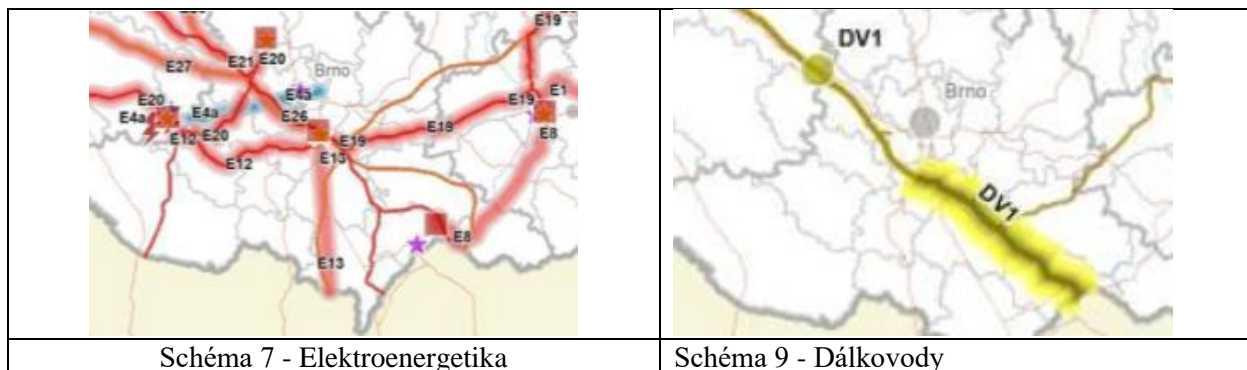 E19
E20
E21
E27
Brno
E20
E4a
E4a
E26
E19
E1
E4a
E12
E20
E19
E19
E8
E12
E13
E8
E13
DV1
Brno
DV1
Schéma 7 - Elektroenergetika
Schéma 9 - Dálkovody